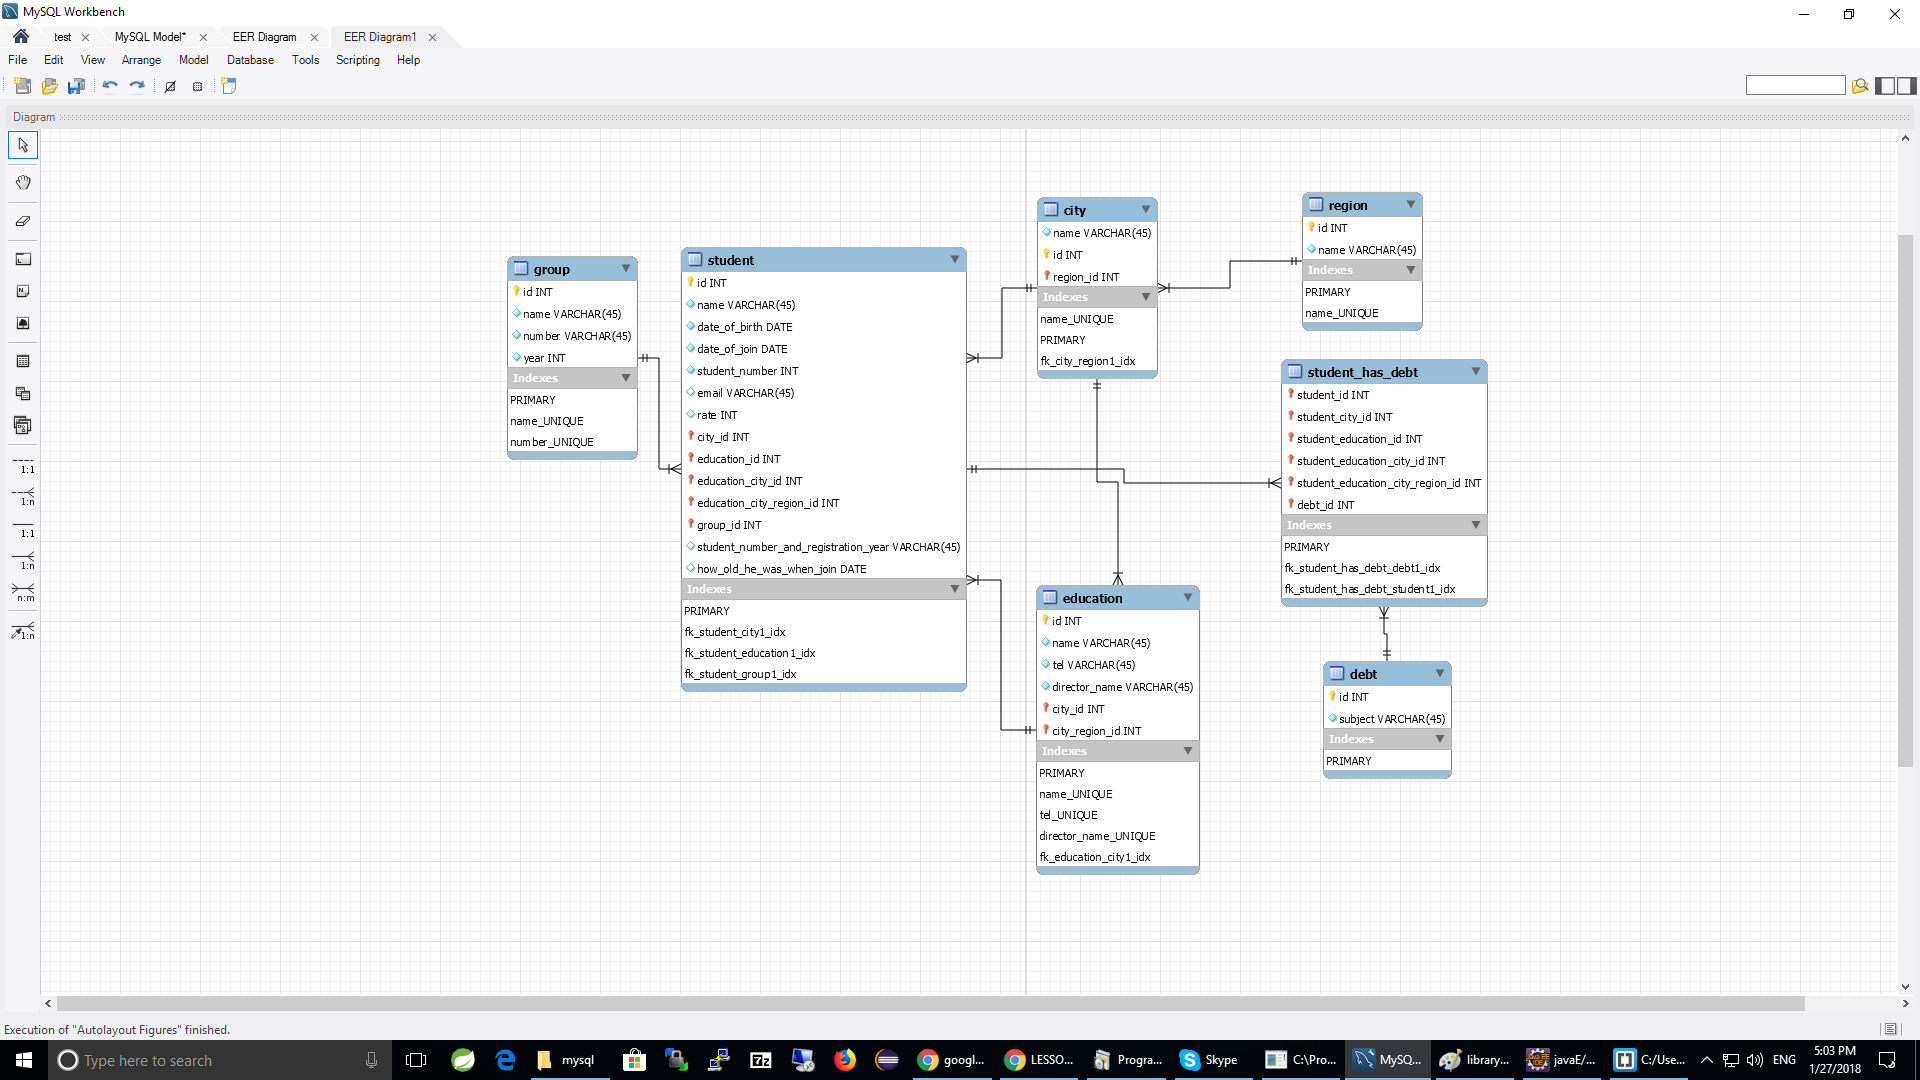 MySQL Workbench
test
MySQL Model*
EER Diagram
EER Diagram1
File Edit View Arrange Model Database Tools Scripting Help
Diagram
1:1
1:n
1:1
1:n
n:m
1:n
group
id INT
name VARCHAR(45)
number VARCHAR(45)
year INT
Indexes
PRIMARY
name_UNIQUE
number_UNIQUE
student
id INT
name VARCHAR(45)
date_of_birth DATE
date_of_join DATE
student_number INT
email VARCHAR(45)
rate INT
city_id INT
education_id INT
education_city_id INT
education_city_region_id INT
group_id INT
student_number_and_registration_year VARCHAR(45)
how_old_he_was_when_join DATE
Indexes
PRIMARY
fk_student_city1_idx
fk_student_education1_idx
fk_student_group1_idx
city
name VARCHAR(45)
id INT
region_id INT
Indexes
name_UNIQUE
PRIMARY
fk_city_region1_idx
region
id INT
name VARCHAR(45)
Indexes
PRIMARY
name_UNIQUE
student_has_debt
student_id INT
student_city_id INT
student_education_id INT
student_education_city_id INT
student_education_city_region_id INT
debt_id INT
Indexes
PRIMARY
fk_student_has_debt_debt1_idx
fk_student_has_debt_student1_idx
education
id INT
name VARCHAR(45)
tel VARCHAR(45)
director_name VARCHAR(45)
city_id INT
city_region_id INT
Indexes
PRIMARY
name_UNIQUE
tel_UNIQUE
director_name_UNIQUE
fk_education_city1_idx
debt
id INT
subject VARCHAR(45)
Indexes
PRIMARY
Execution of "Autolayout Figures" finished.
Type here to search
mysql
7z
googl...
LESSO...
Progra...
Skype
C:\Pro...
MySQ...
library...
javaE/...
C:/Use...
ENG
5:03 PM
1/27/2018